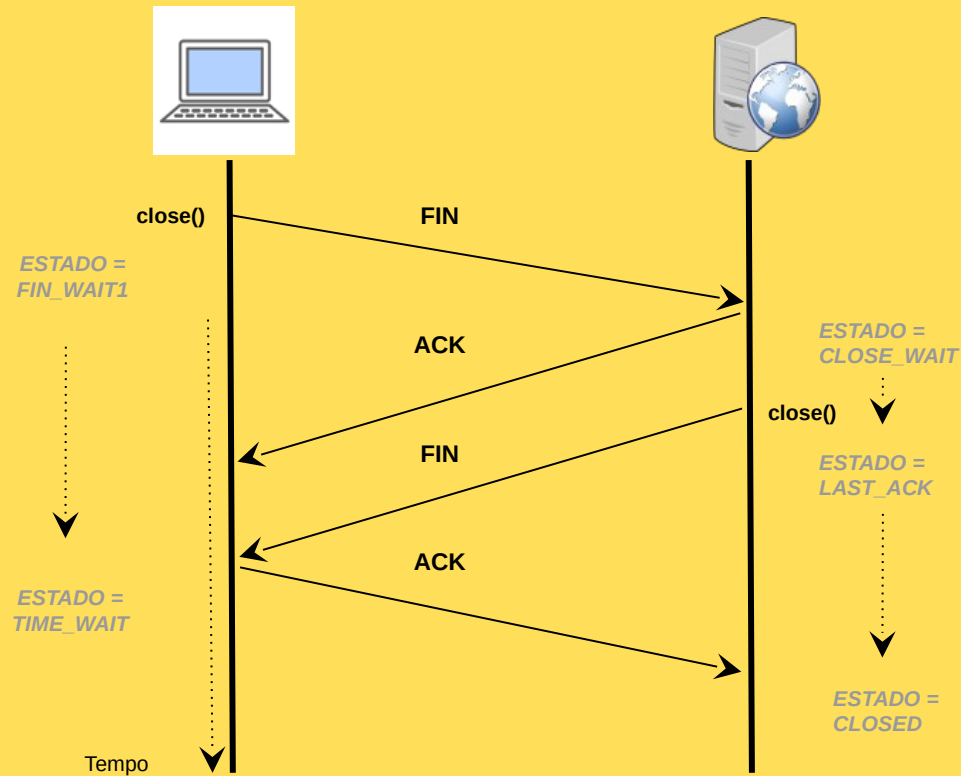 close()
FIN
ESTADO =
FIN_WAIT1
ACK
ESTADO =
CLOSE_WAIT
close()
FIN
ESTADO =
LAST_ACK
ACK
ESTADO =
TIME_WAIT
ESTADO =
CLOSED
Tempo